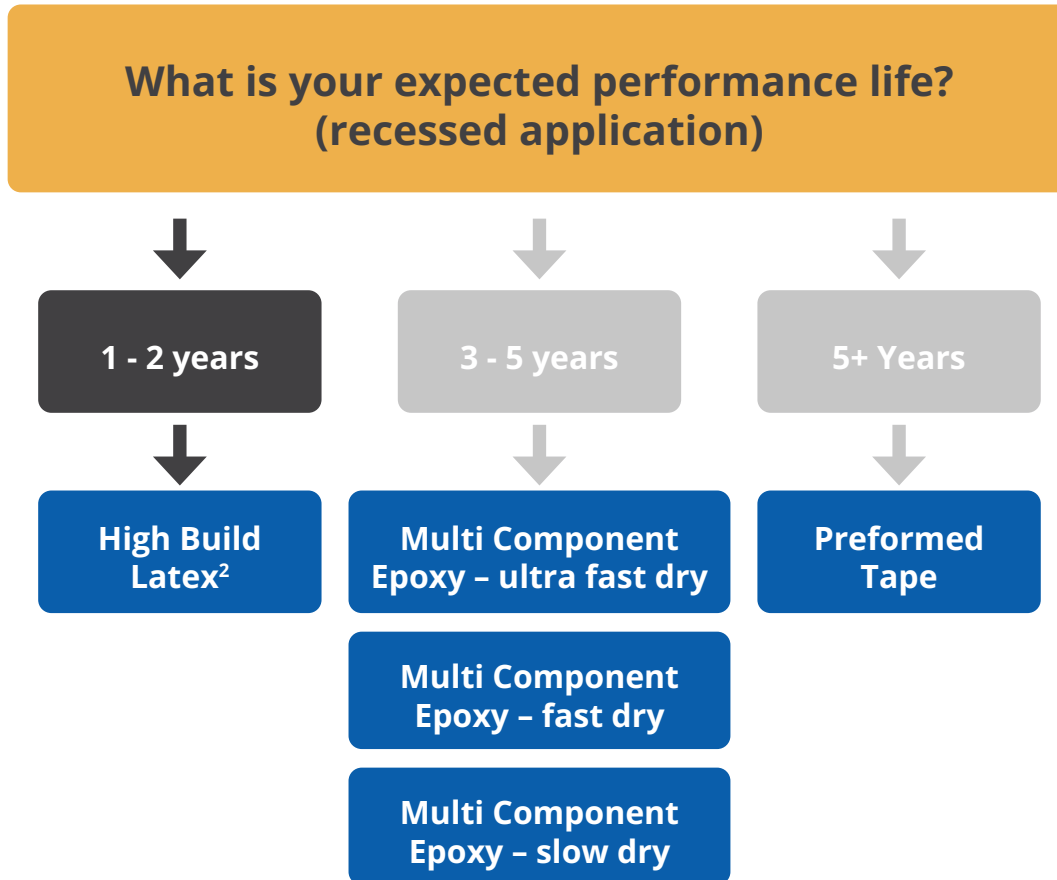 What is your expected performance life?
(recessed application)
1 - 2 years
3 - 5 years
5+ Years
High Build
Latex²
Multi Component
Epoxy – ultra fast dry
Preformed
Tape
Multi Component
Epoxy – fast dry
Multi Component
Epoxy – slow dry